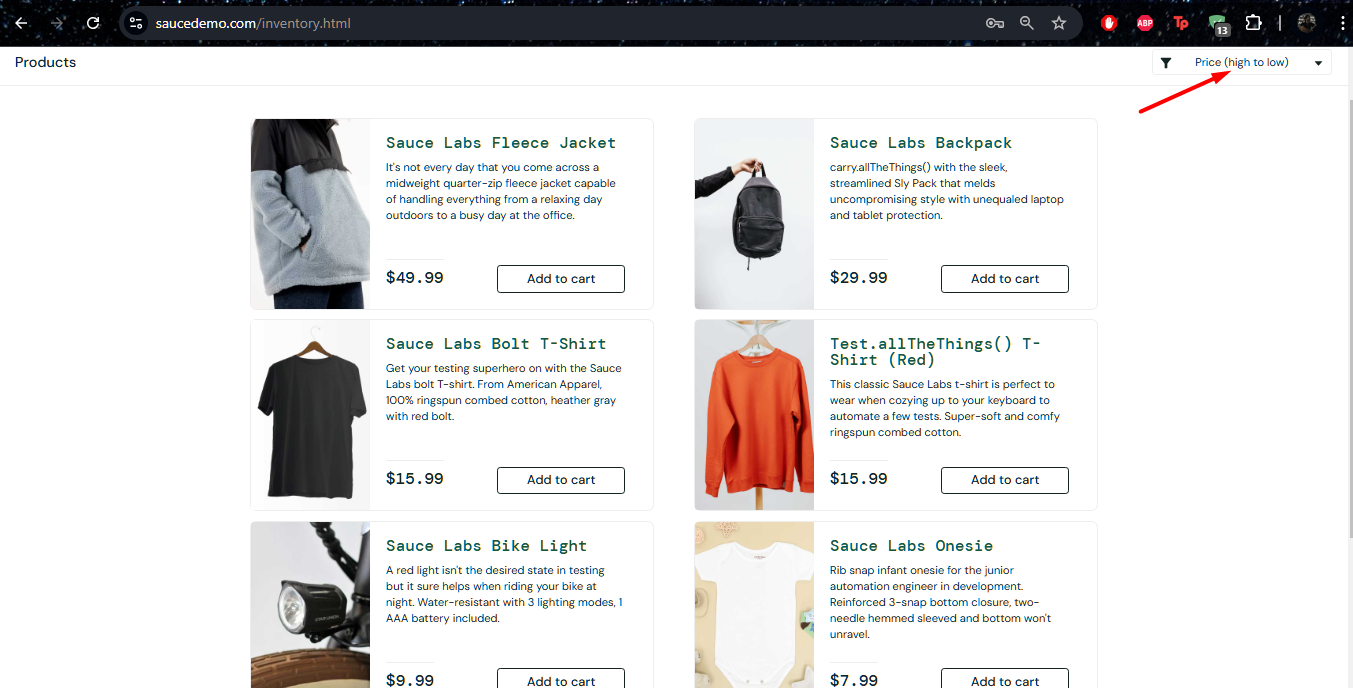 saucedemo.com/inventory.html
ABP
Tp
13
Products
Price (high to low)
Sauce Labs Fleece Jacket
It's not every day that you come across a
midweight quarter-zip fleece jacket capable
of handling everything from a relaxing day
outdoors to a busy day at the office.
$49.99
Add to cart
Sauce Labs Backpack
carry.allTheThings() with the sleek,
streamlined Sly Pack that melds
uncompromising style with unequaled laptop
and tablet protection.
$29.99
Add to cart
Sauce Labs Bolt T-Shirt
Get your testing superhero on with the Sauce
Labs bolt T-shirt. From American Apparel,
100% ringspun combed cotton, heather gray
with red bolt.
$15.99
Add to cart
Test.allTheThings() T-
Shirt (Red)
This classic Sauce Labs t-shirt is perfect to
wear when cozying up to your keyboard to
automate a few tests. Super-soft and comfy
ringspun combed cotton.
$15.99
Add to cart
Sauce Labs Bike Light
A red light isn't the desired state in testing
but it sure helps when riding your bike at
night. Water-resistant with 3 lighting modes, 1
AAA battery included.
$9.99
Add to cart
Sauce Labs Onesie
Rib snap infant onesie for the junior
automation engineer in development.
Reinforced 3-snap bottom closure, two-
needle hemmed sleeved and bottom won't
unravel.
$7.99
Add to cart